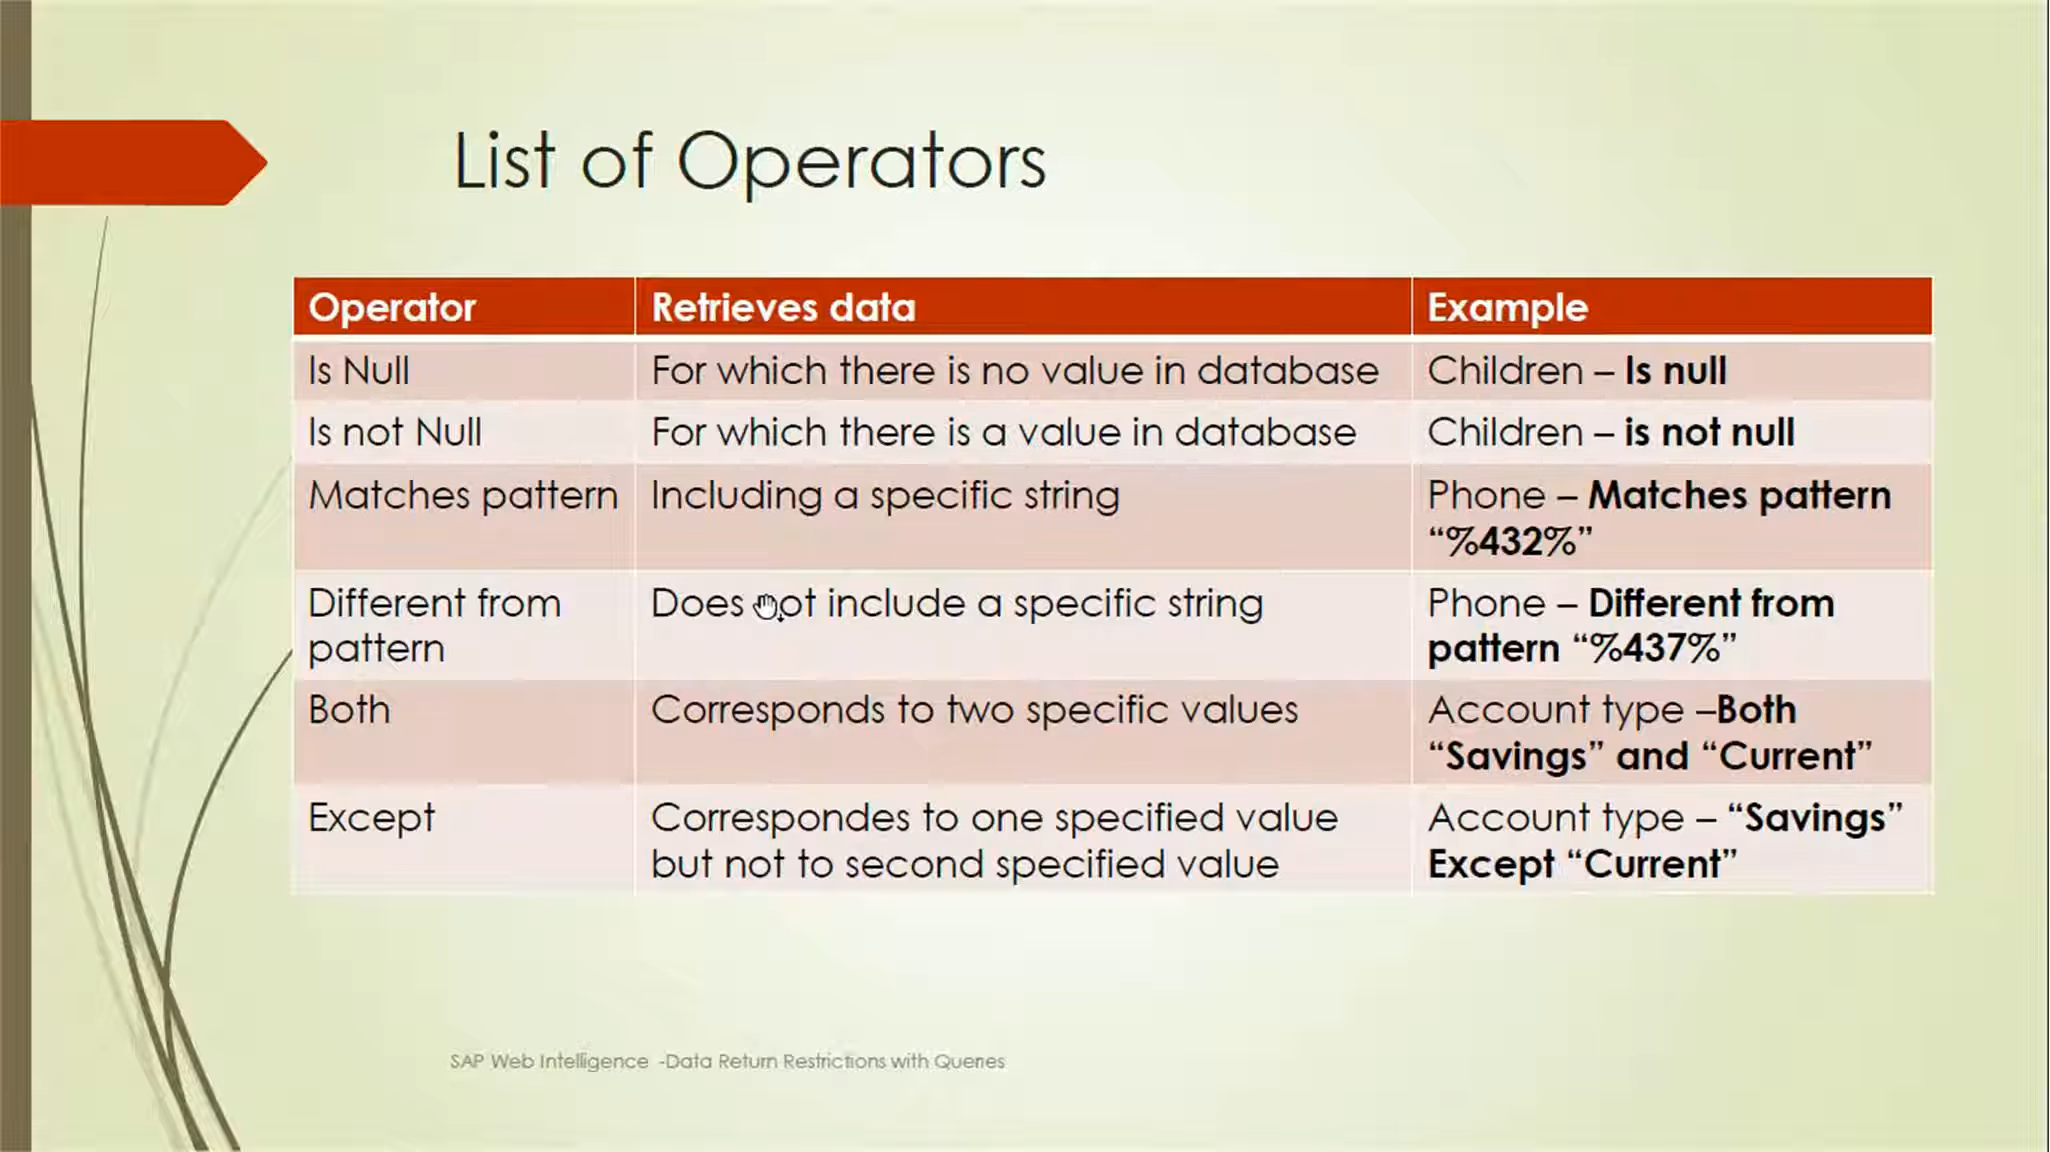 List of Operators
Operator
Retrieves data
Example
Is Null
For which there is no value in database
Children – Is null
Is not Null
For which there is a value in database
Children – is not null
Matches pattern
Including a specific string
Phone – Matches pattern
“%432%”
Different from
pattern
Does not include a specific string
Phone – Different from
pattern “%437%”
Both
Corresponds to two specific values
Account type –Both
“Savings” and “Current”
Except
Correspondes to one specified value
but not to second specified value
Account type – “Savings”
Except “Current”
SAP Web Intelligence -Data Return Restrictions with Queries